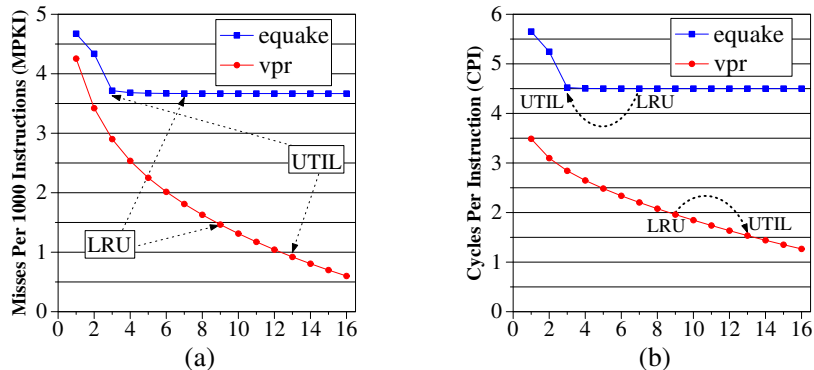 Misses Per 1000 Instructions (MPKI)
5
4
3
2
1
0
equake
vpr
UTIL
LRU
0 2 4 6 8 10 12 14 16
(a)
Cycles Per Instruction (CPI)
6
5
4
3
2
1
0
equake
vpr
UTIL
LRU
LRU
UTIL
0 2 4 6 8 10 12 14 16
(b)